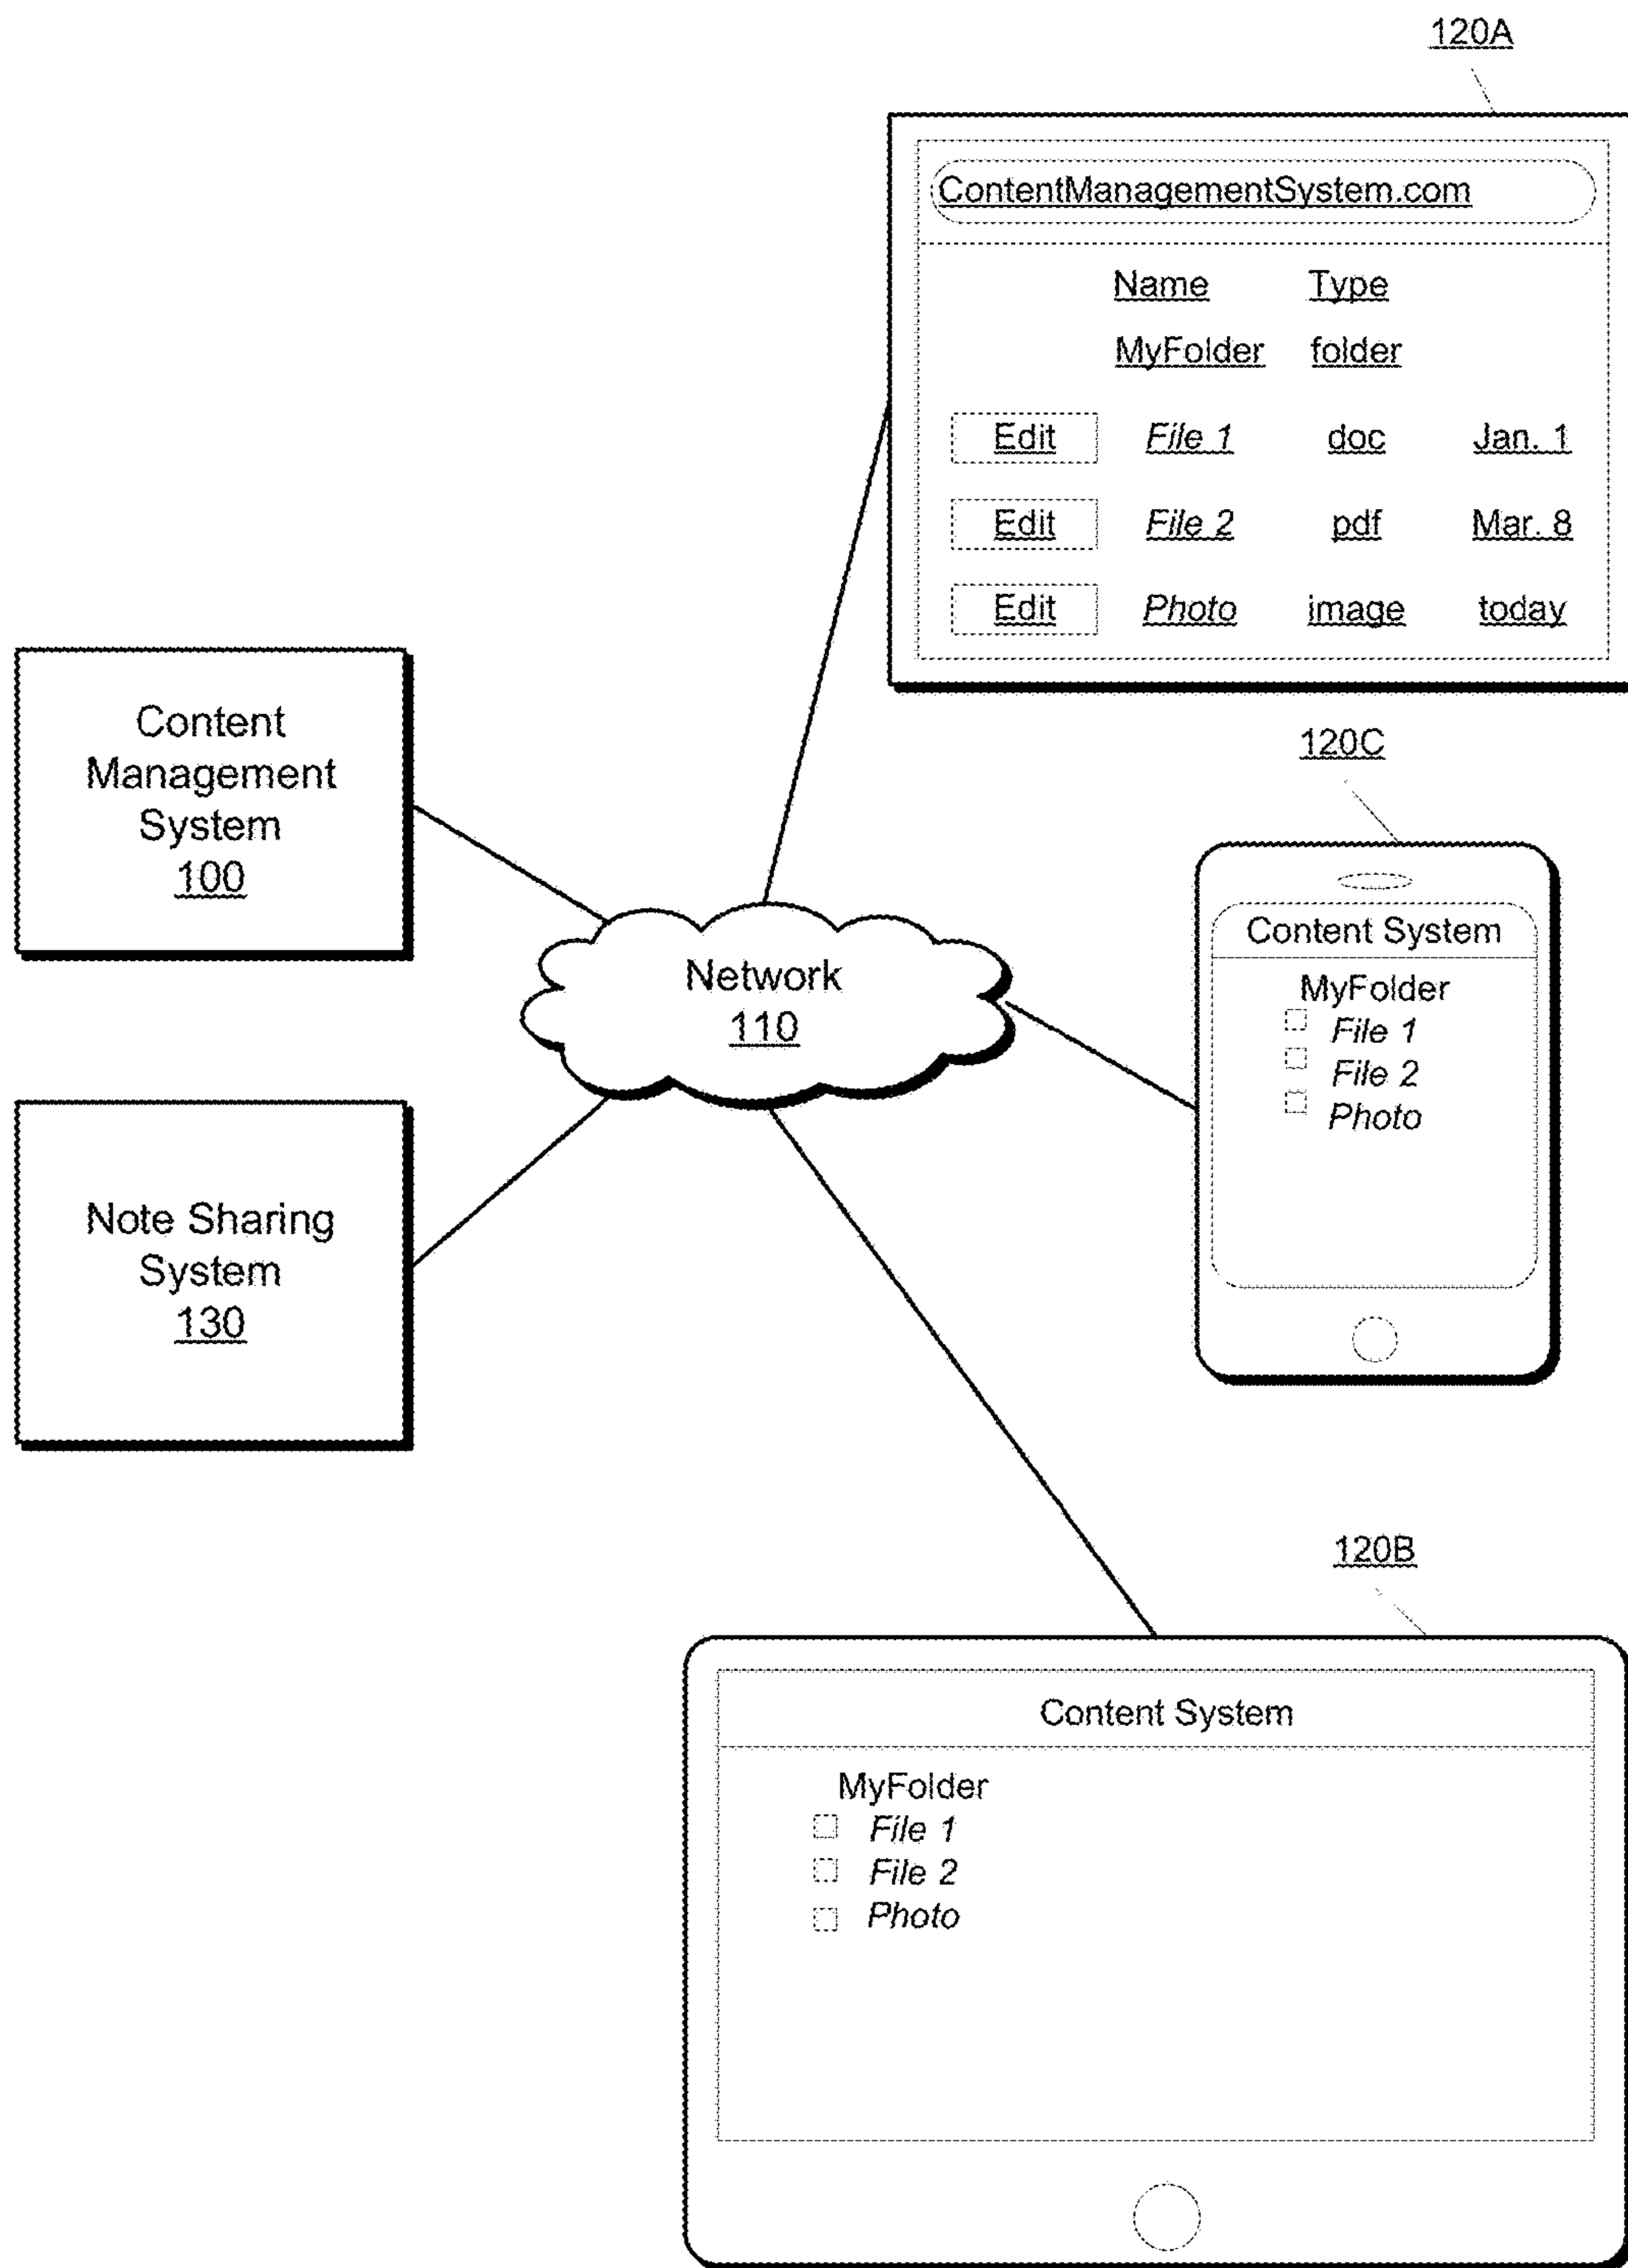 120A
ContentManagementSystem.com
Name Type
MyFolder folder
Edit File 1 doc Jan. 1
Edit File 2 pdf Mar. 8
Edit Photo image today
Content
Management
System
100
120C
Content System
MyFolder
File 1
File 2
Photo
Network
110
Note Sharing
System
130
120B
Content System
MyFolder
File 1
File 2
Photo